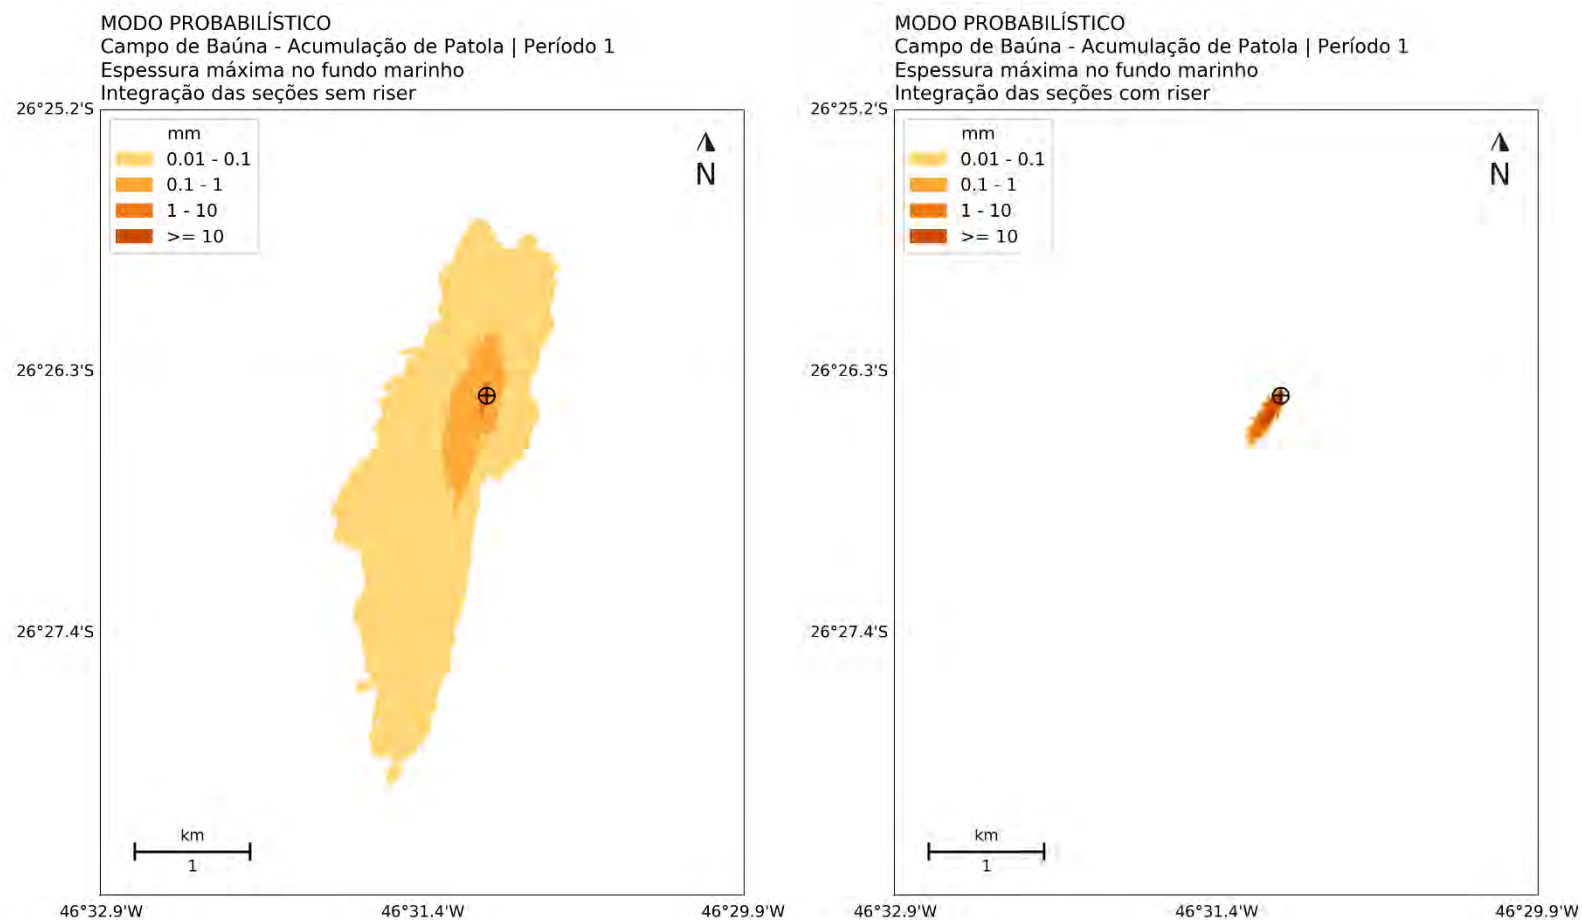 MODO PROBABILÍSTICO
Campo de Baúna - Acumulação de Patola | Período 1
Espessura máxima no fundo marinho
Integração das seções sem riser
26°25.2'S
26°26.3'S
26°27.4'S
mm
0.01 - 0.1
0.1 - 1
1 - 10
>= 10
N
km
1
46°32.9'W
46°31.4'W
46°29.9'W
MODO PROBABILÍSTICO
Campo de Baúna - Acumulação de Patola | Período 1
Espessura máxima no fundo marinho
Integração das seções com riser
26°25.2'S
26°26.3'S
26°27.4'S
mm
0.01 - 0.1
0.1 - 1
1 - 10
>= 10
N
km
1
46°32.9'W
46°31.4'W
46°29.9'W